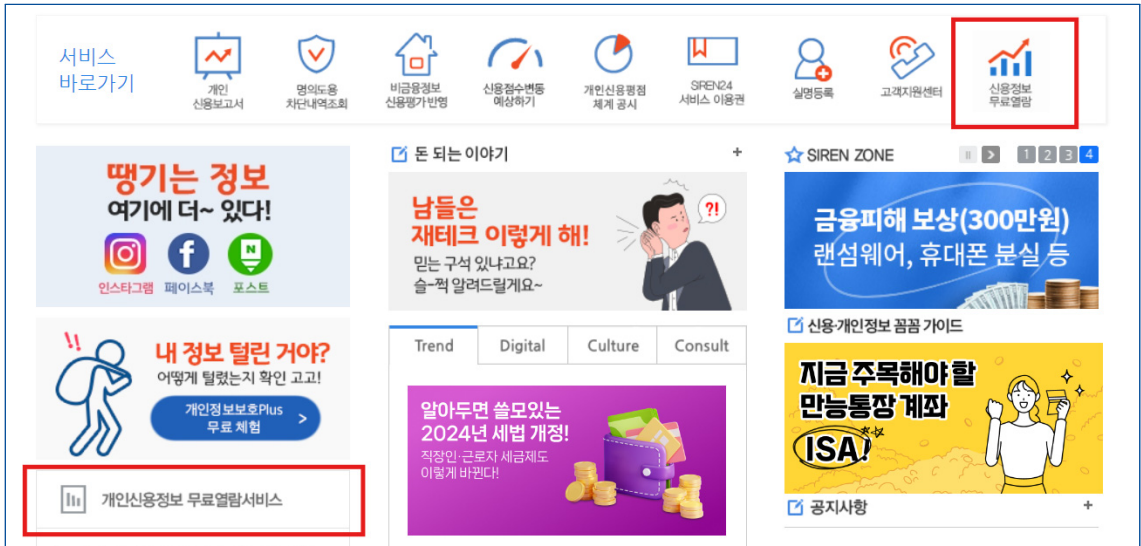 서비스
바로가기
개인
신용보고서
명의도용
차단내역조회
비금융정보
신용평가반영
신용점수변동
예상하기
개인신용평점
체계 공시
SIREN24
서비스 이용권
실명등록
고객지원센터
신용정보
무료열람
땡기는 정보
여기에 더~ 있다!
N
인스타그램 페이스북 포스트
!!
내 정보 털린 거야?
어떻게 털렸는지 확인 고고!
개인정보보호Plus
무료 체험 >
개인신용정보 무료열람서비스
돈 되는 이야기 +
남들은
재테크 이렇게 해!
믿는 구석 있냐고요?
슬-쩍 알려드릴게요~
?!
Trend Digital Culture Consult
알아두면 쓸모있는
2024년 세법 개정!
직장인·근로자 세금제도
이렇게 바뀐다!
SIREN ZONE 1 2 3 4
금융피해 보상(300만원)
랜섬웨어, 휴대폰 분실 등
신용·개인정보 꼼꼼 가이드
지금 주목해야 할
만능통장 계좌
ISA!
공지사항 +